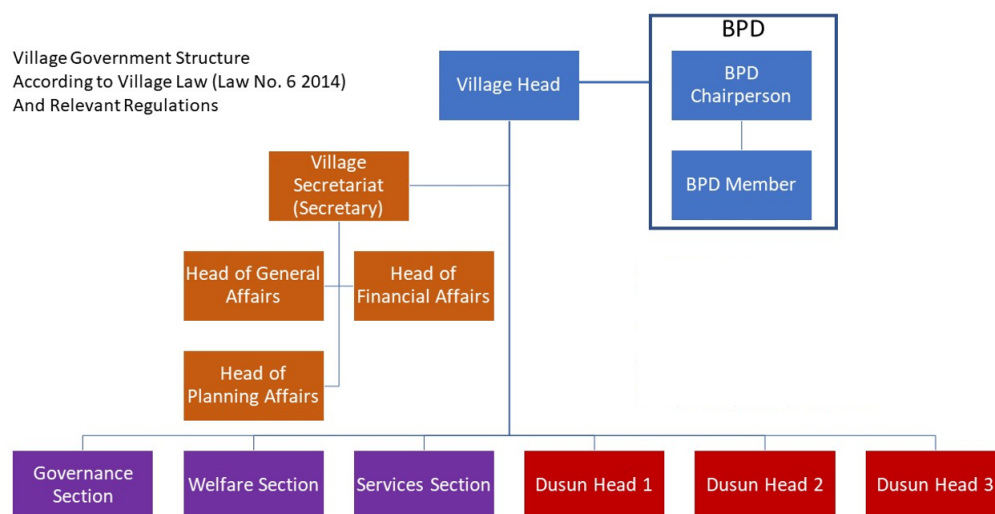 Village Government Structure
According to Village Law (Law No. 6 2014)
And Relevant Regulations
BPD
Village Head
BPD
Chairperson
BPD Member
Village
Secretariat
(Secretary)
Head of General
Affairs
Head of
Financial Affairs
Head of
Planning Affairs
Governance
Section
Welfare Section
Services Section
Dusun Head 1
Dusun Head 2
Dusun Head 3